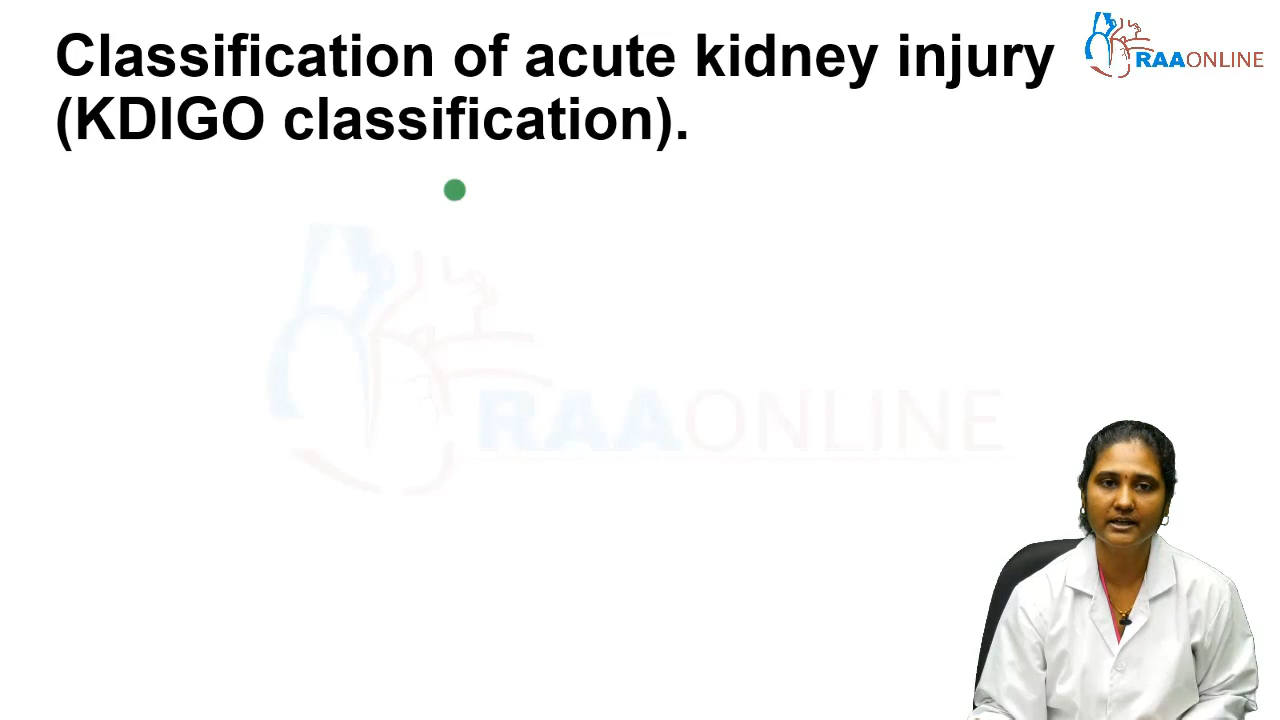 Classification of acute kidney injury
(KDIGO classification).
RAAONLINE
RAAONLINE